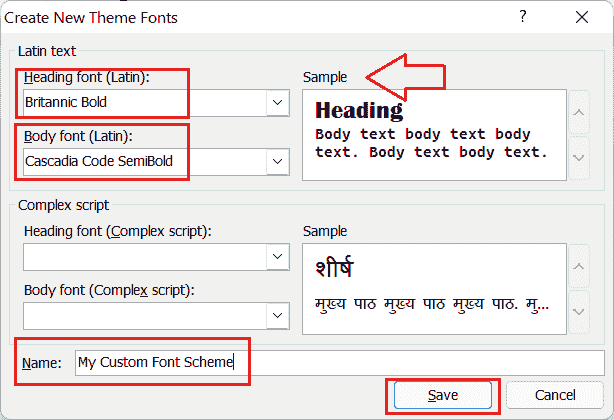 Create New Theme Fonts
? ×
Latin text
Heading font (Latin):
Britannic Bold
Body font (Latin):
Cascadia Code SemiBold
Sample
Heading
Body text body text body
text. Body text body text.
Complex script
Heading font (Complex script):
Body font (Complex script):
Sample
शीर्ष
मुख्य पाठ मुख्य पाठ मुख्य पाठ. मु...
Name: My Custom Font Scheme
Save Cancel